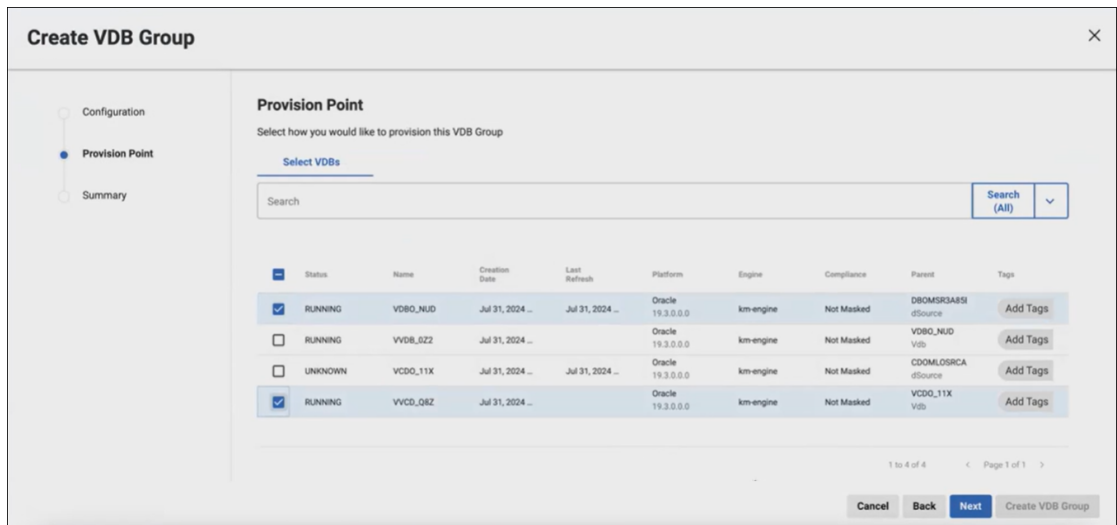 Create VDB Group
Configuration
Provision Point
Summary
Provision Point
Select how you would like to provision this VDB Group
Select VDBs
Search
Search
(All)
Status Name Creation Date Last Refresh Platform Engine Compliance Parent Tags
RUNNING VDBO_NUD Jul 31, 2024 ... Jul 31, 2024 ... Oracle 19.3.0.0.0 km-engine Not Masked DBOMSR3A85I dSource Add Tags
RUNNING VVDB_0Z2 Jul 31, 2024 ... Oracle 19.3.0.0.0 km-engine Not Masked VDBO_NUD Vdb Add Tags
UNKNOWN VCDO_11X Jul 31, 2024 ... Jul 31, 2024 ... Oracle 19.3.0.0.0 km-engine Not Masked CDOMLOSRCA dSource Add Tags
RUNNING VVCD_Q8Z Jul 31, 2024 ... Oracle 19.3.0.0.0 km-engine Not Masked VCDO_11X Vdb Add Tags
1 to 4 of 4 Page 1 of 1
Cancel Back Next Create VDB Group